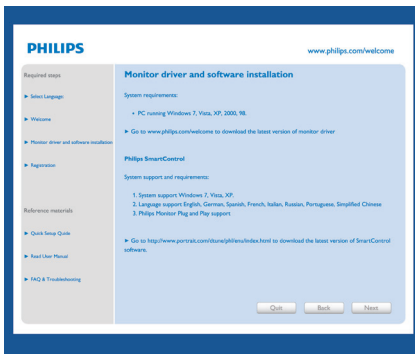 PHILIPS
www.philips.com/welcome
Required steps
Select Language:
Welcome
Monitor driver and software installation
Registration
Reference materials
Quick Setup Guide
Read User Manual
FAQ & Troubleshooting
Monitor driver and software installation
System requirements:
• PC running Windows 7, Vista, XP, 2000, 98.
Go to www.philips.com/welcome to download the latest version of monitor driver
Philips SmartControl
System support and requirements:
1. System support Windows 7, Vista, XP.
2. Language support English, German, Spanish, French, Italian, Russian, Portuguese, Simplified Chinese
3. Philips Monitor Plug and Play support
Go to http://www.portrait.com/dtune/phl/enu/index.html to download the latest version of SmartControl
software.
Quit
Back
Next